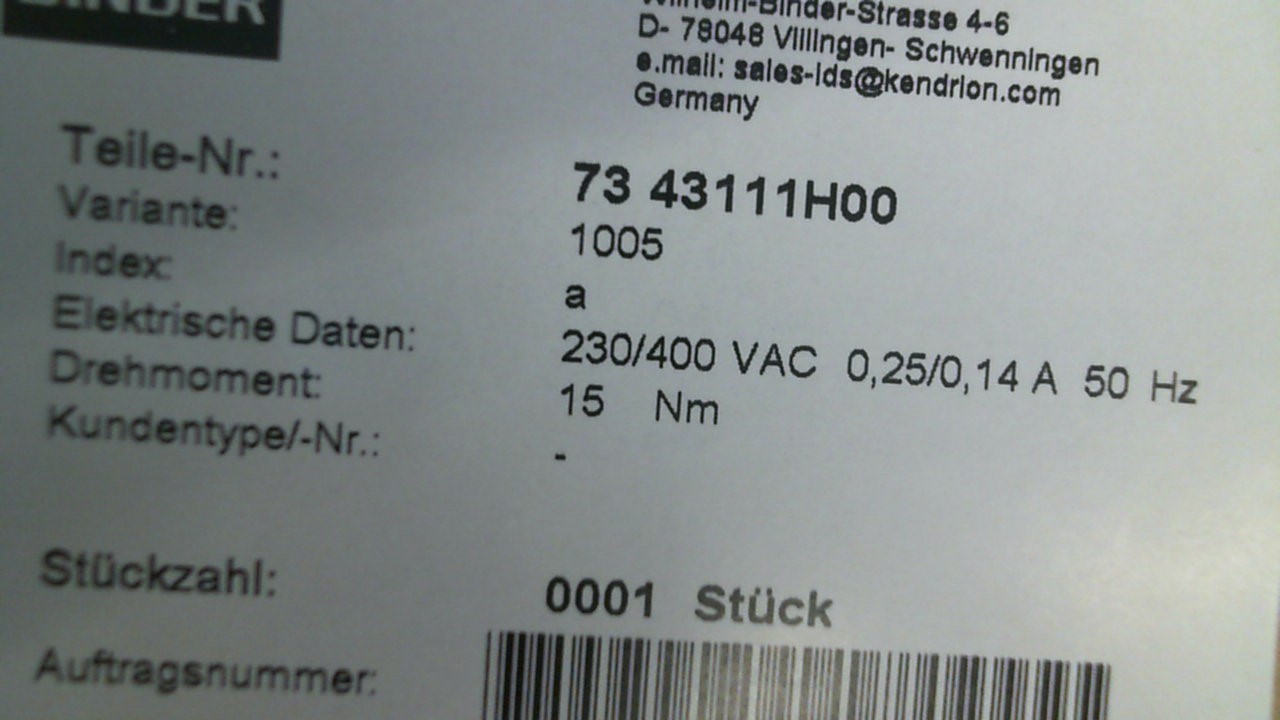 BINDER
Wilhelm-Binder-Strasse 4-6
D- 78048 Villingen- Schwenningen
e.mail: sales-ids@kendrion.com
Germany
Teile-Nr.: 73 43111H00
Variante: 1005
Index: a
Elektrische Daten: 230/400 VAC 0,25/0,14 A 50 Hz
Drehmoment: 15 Nm
Kundentype/-Nr.: -
Stückzahl: 0001 Stück
Auftragsnummer: